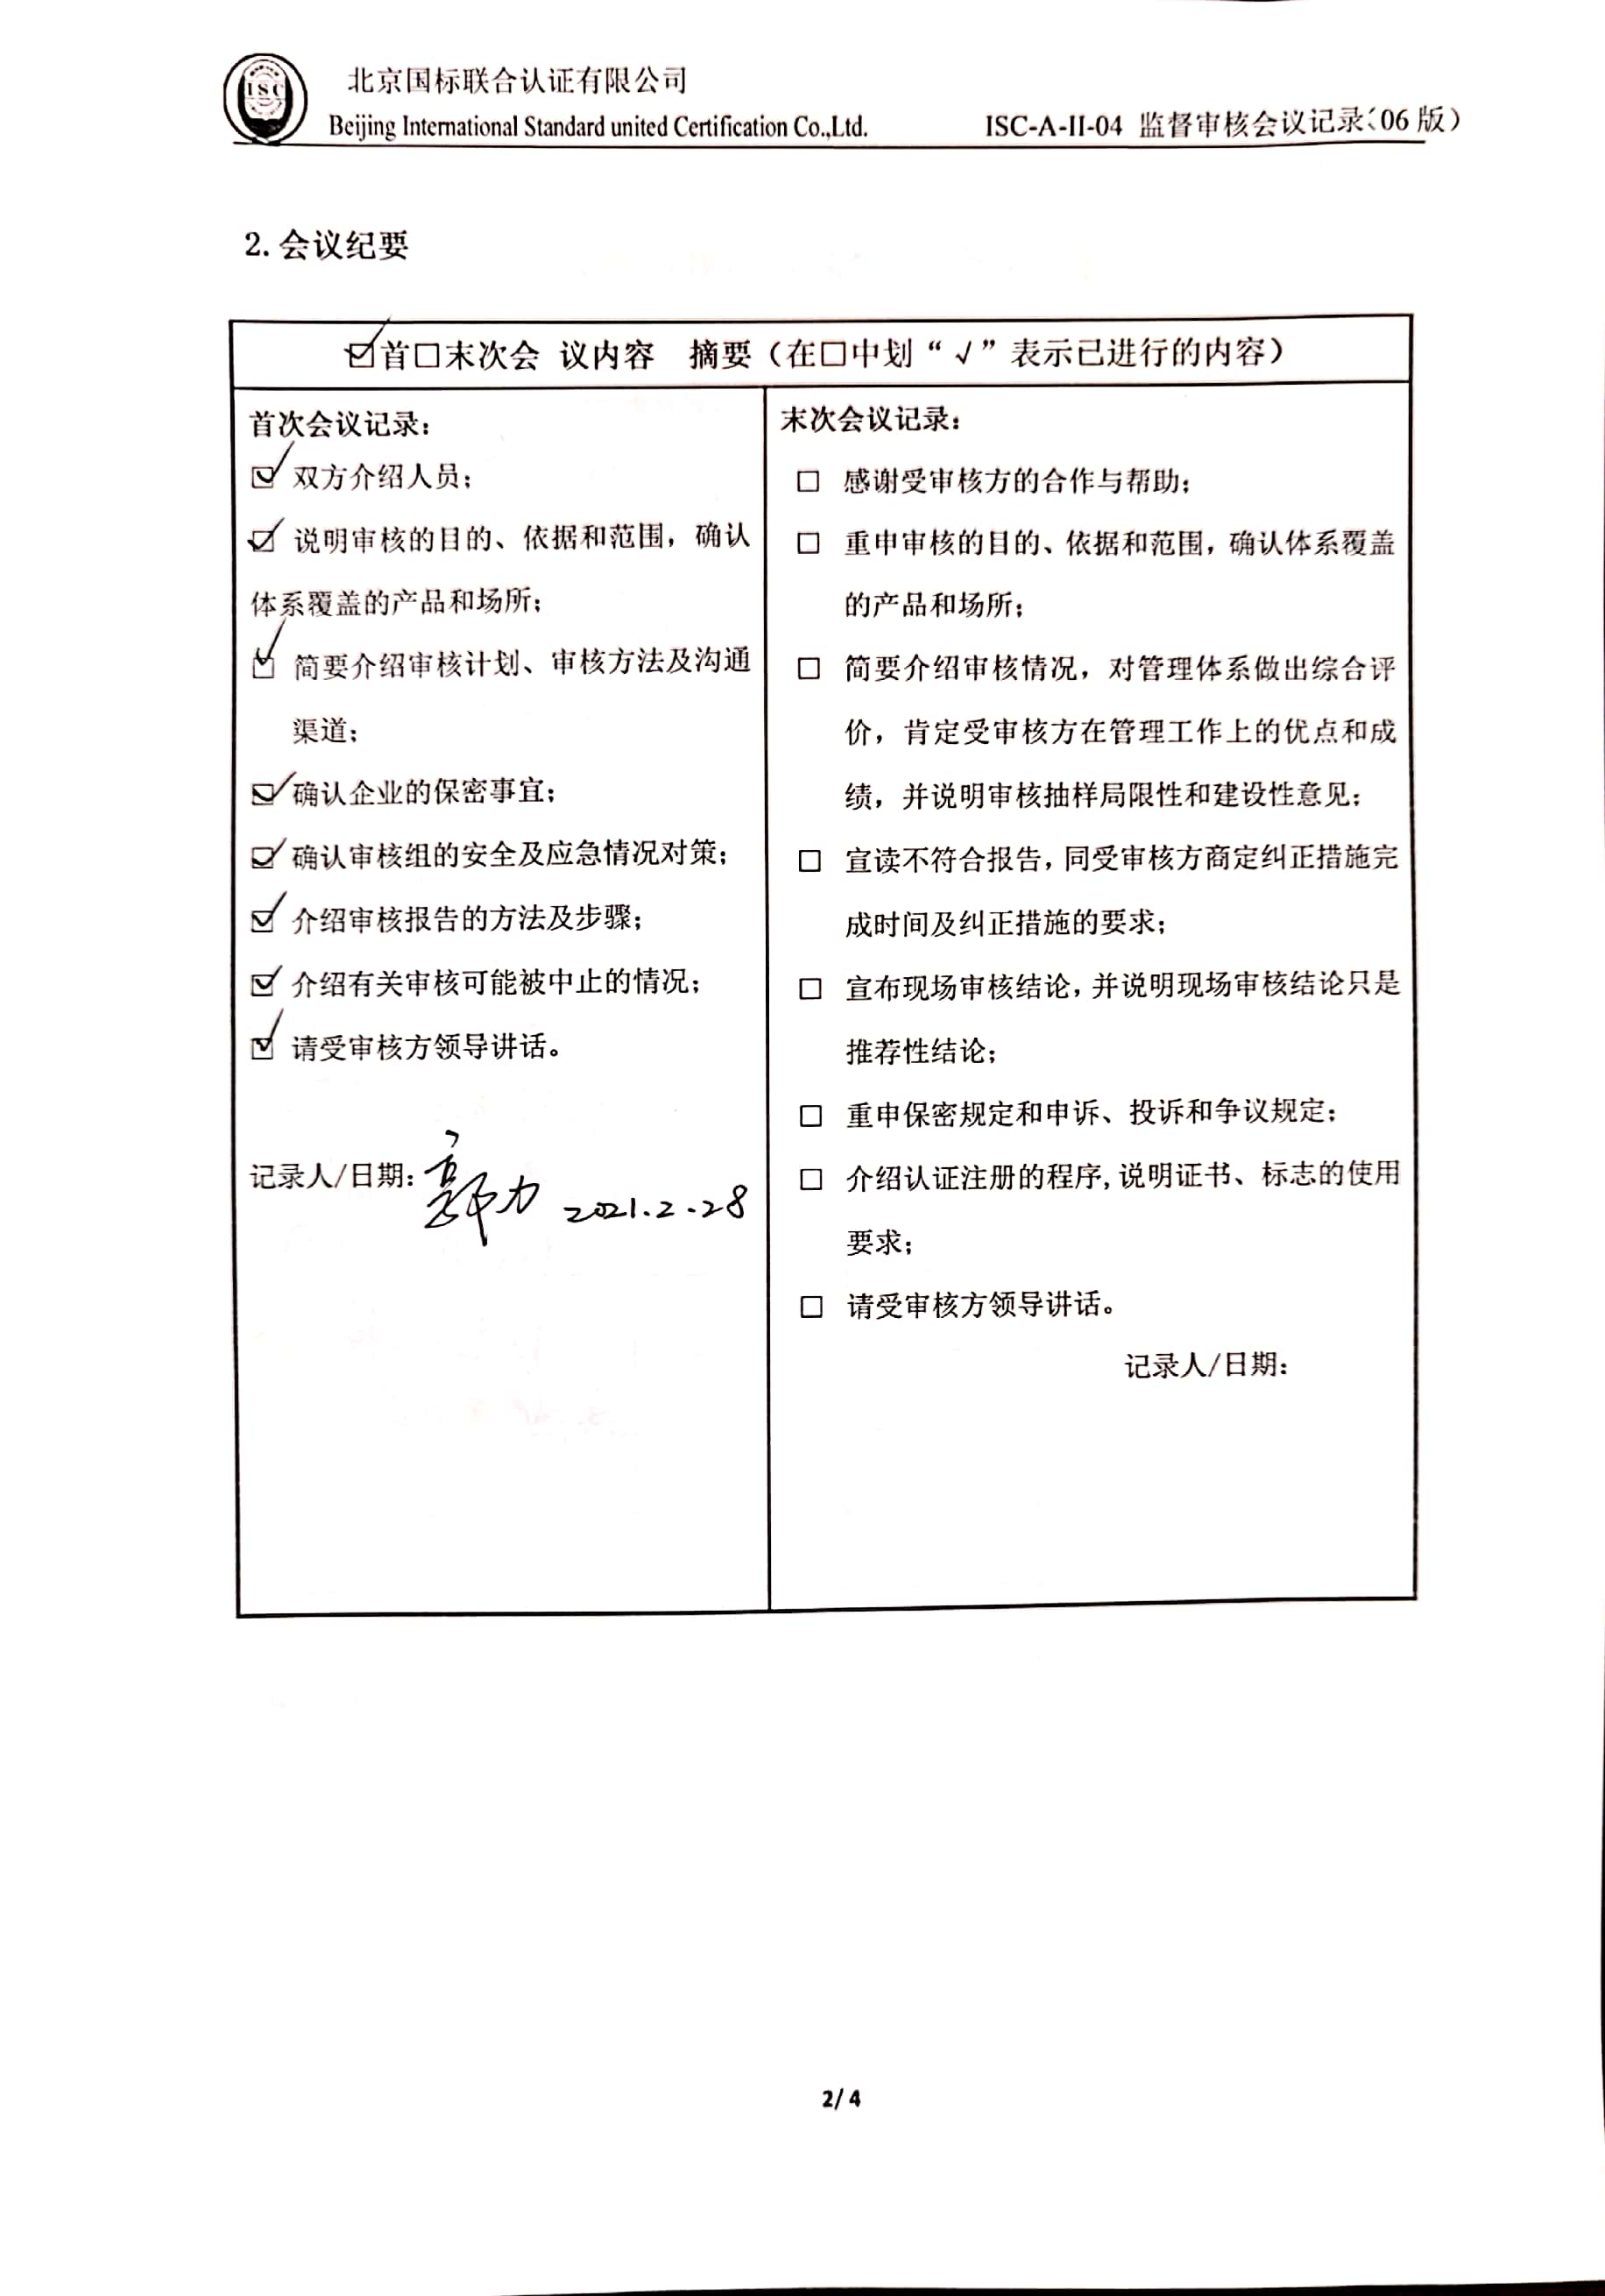 ISC
北京国标联合认证有限公司
Beijing International Standard united Certification Co.,Ltd.
ISC-A-II-04 监督审核会议记录（06 版）
2. 会议纪要
☑首□末次会 议内容 摘要（在□中划“√”表示已进行的内容）
首次会议记录：
☑ 双方介绍人员；
☑ 说明审核的目的、依据和范围，确认
体系覆盖的产品和场所；
☑ 简要介绍审核计划、审核方法及沟通
渠道；
☑ 确认企业的保密事宜；
☑ 确认审核组的安全及应急情况对策；
☑ 介绍审核报告的方法及步骤；
☑ 介绍有关审核可能被中止的情况；
☑ 请受审核方领导讲话。
记录人/日期：郭力 2021.2.28
末次会议记录：
□ 感谢受审核方的合作与帮助；
□ 重申审核的目的、依据和范围，确认体系覆盖
的产品和场所；
□ 简要介绍审核情况，对管理体系做出综合评
价，肯定受审核方在管理工作上的优点和成
绩，并说明审核抽样局限性和建设性意见；
□ 宣读不符合报告，同受审核方商定纠正措施完
成时间及纠正措施的要求；
□ 宣布现场审核结论，并说明现场审核结论只是
推荐性结论；
□ 重申保密规定和申诉、投诉和争议规定；
□ 介绍认证注册的程序，说明证书、标志的使用
要求；
□ 请受审核方领导讲话。
记录人/日期：
2/ 4